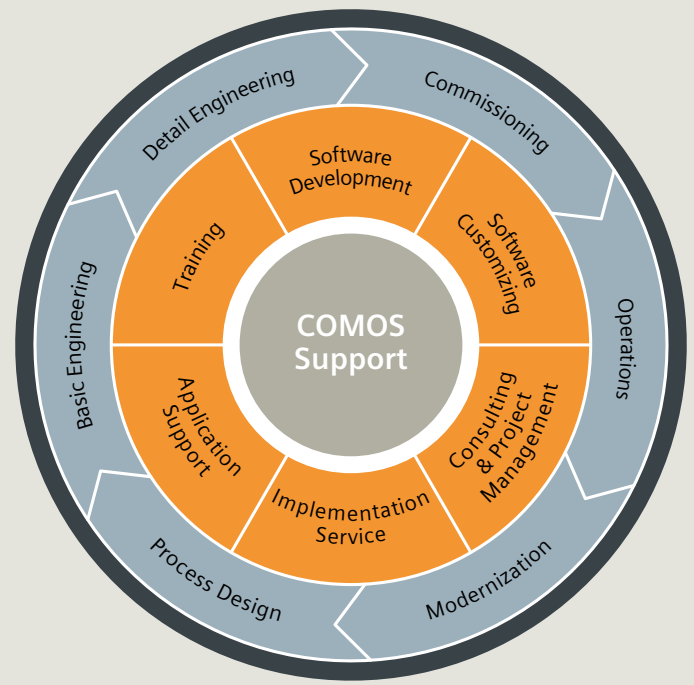 Detail Engineering
Commissioning
Operations
Modernization
Process Design
Basic Engineering
Software
Development
Software
Customizing
Consulting
& Project
Management
Implementation
Service
Application
Support
Training
COMOS
Support